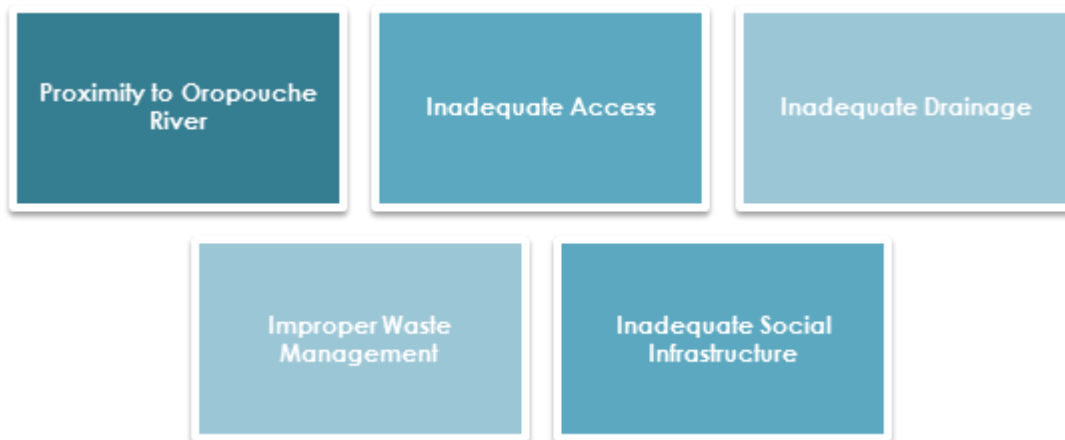 Proximity to Oropouche
River
Inadequate Access
Inadequate Drainage
Improper Waste
Management
Inadequate Social
Infrastructure